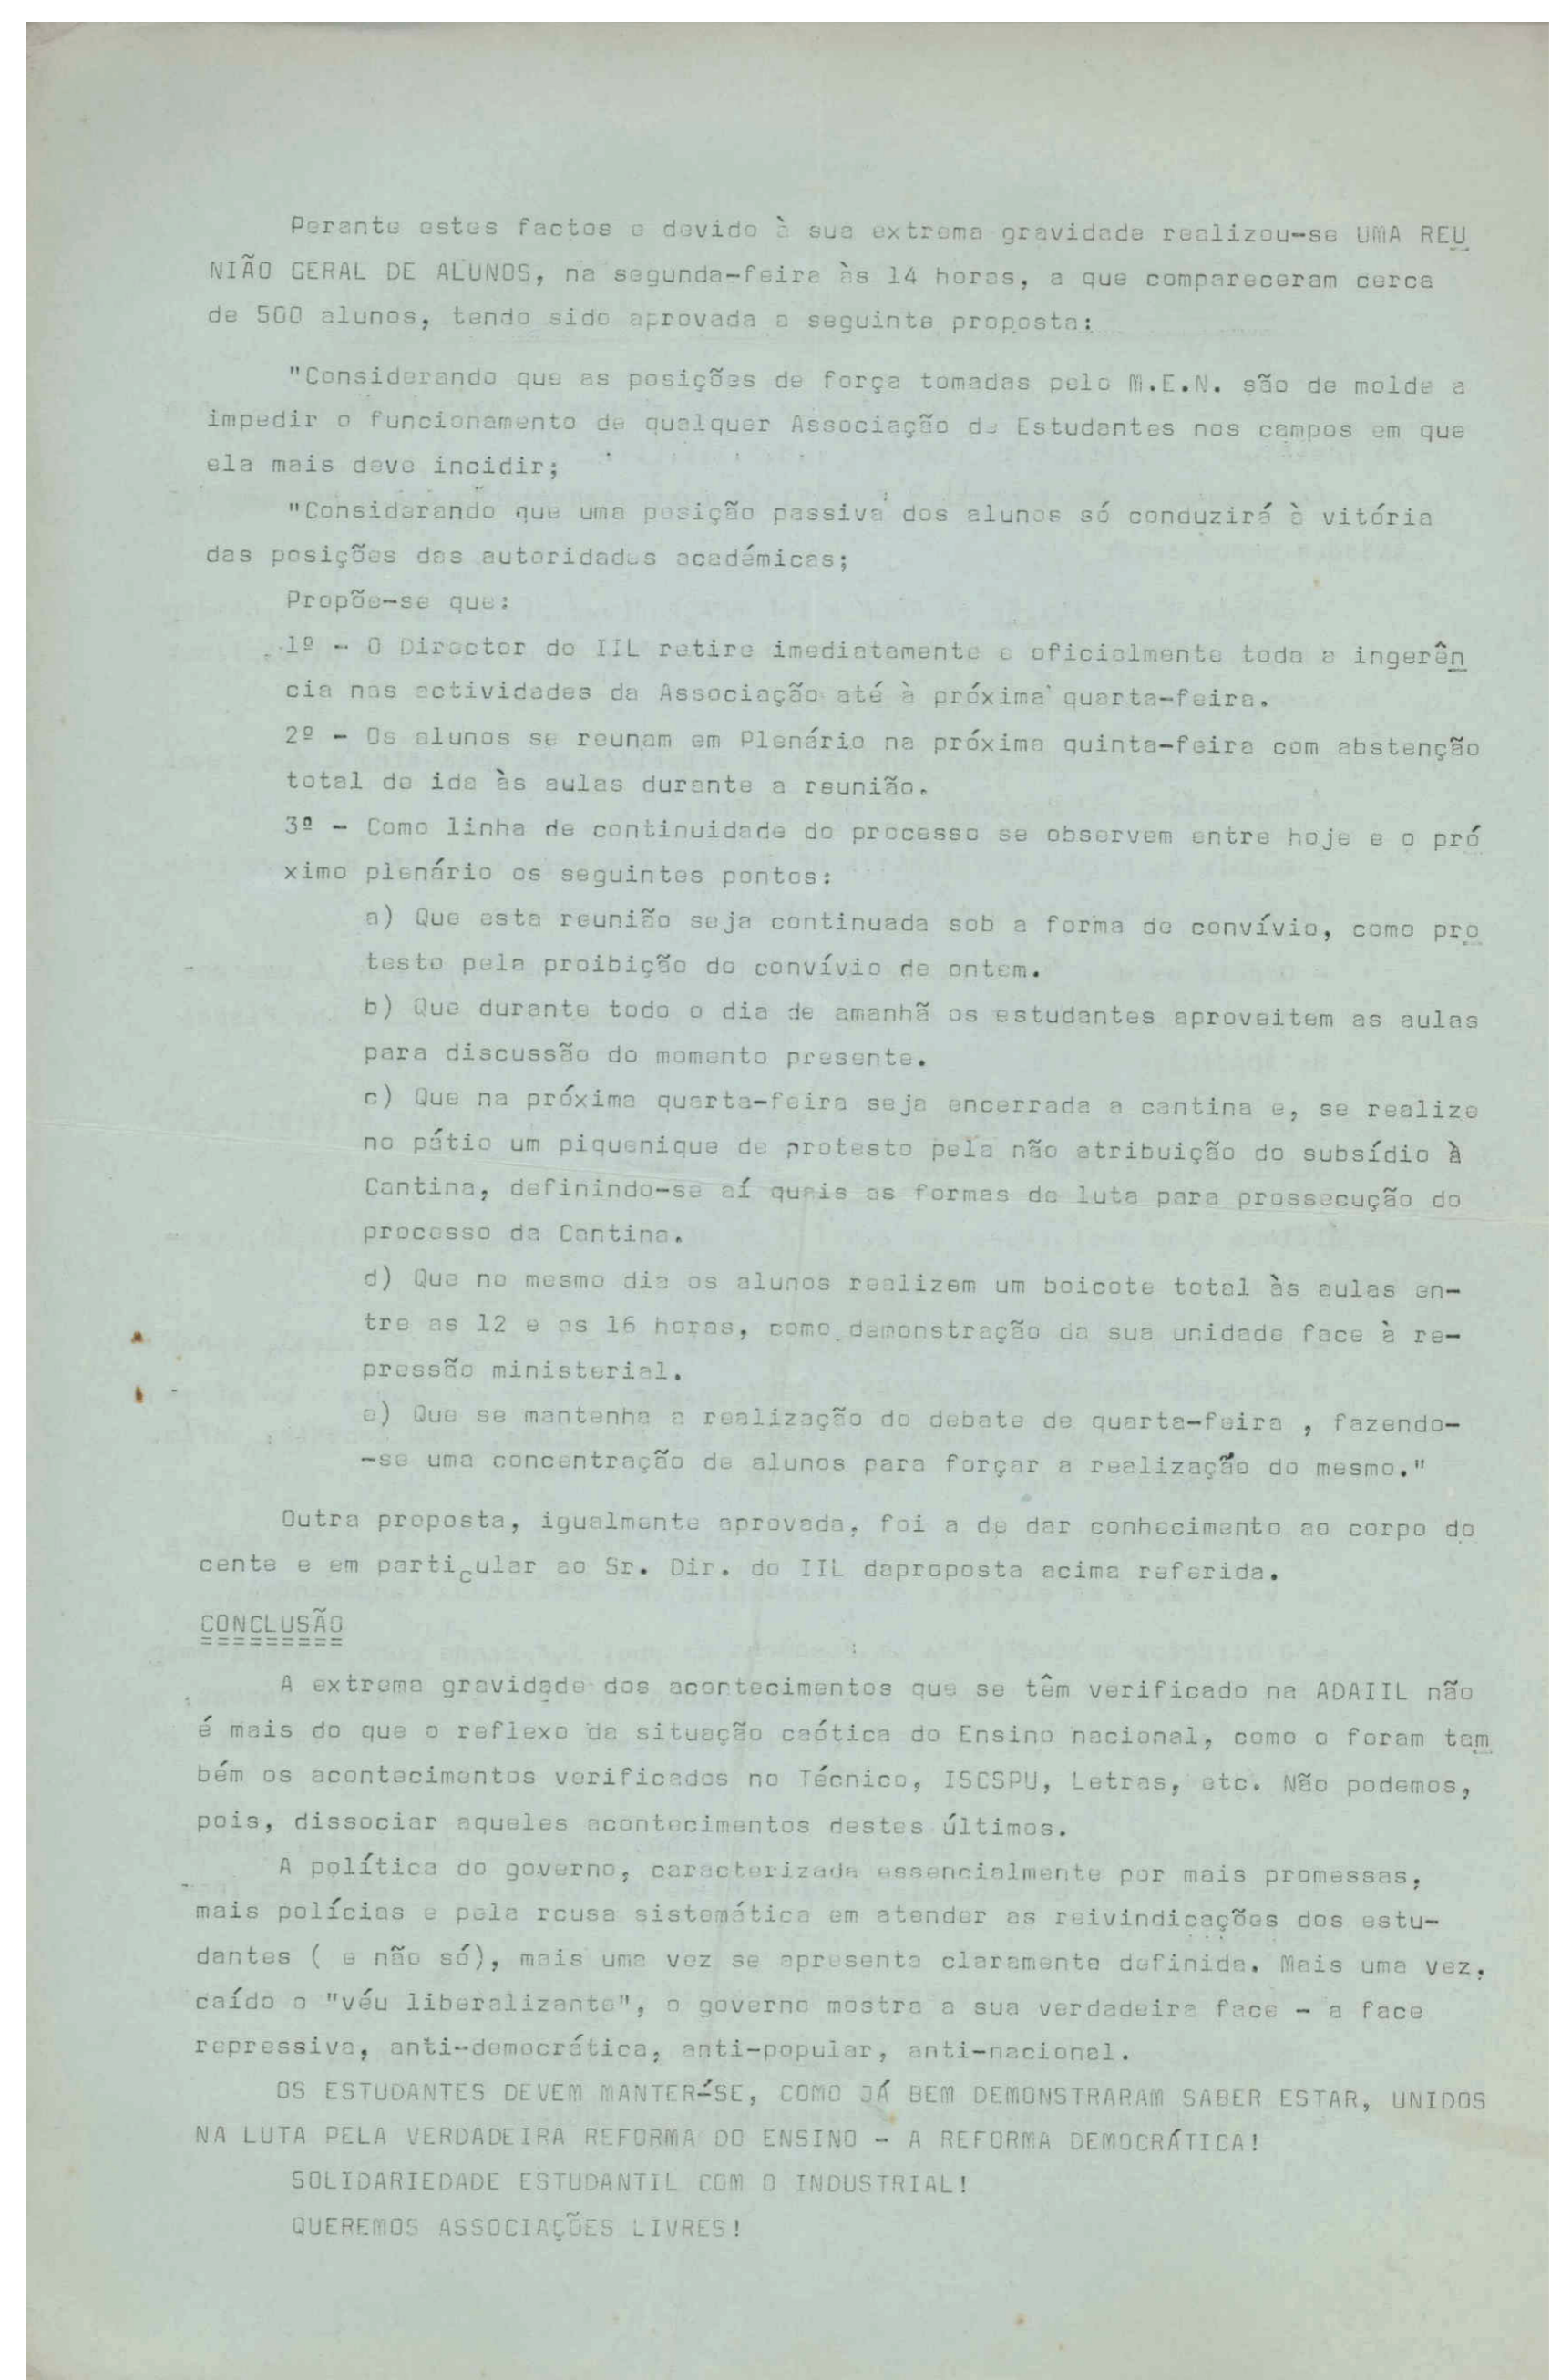 Perante estes factos e devido à sua extrema gravidade realizou-se UMA REU
NIÃO GERAL DE ALUNOS, na segunda-feira às 14 horas, a que compareceram cerca
de 500 alunos, tendo sido aprovada a seguinte proposta:
"Considerando que as posições de força tomadas pelo M.E.N. são de molde a
impedir o funcionamento de qualquer Associação de Estudantes nos campos em que
ela mais deve incidir;
"Considerando que uma posição passiva dos alunos só conduzirá à vitória
das posições das autoridades académicas;
Propõe-se que:
1º - O Director do IIL retire imediatamente e oficialmente toda a ingerên
cia nas actividades da Associação até à próxima quarta-feira.
2º - Os alunos se reunam em Plenário na próxima quinta-feira com abstenção
total de ida às aulas durante a reunião.
3º - Como linha de continuidade do processo se observem entre hoje e o pró
ximo plenário os seguintes pontos:
a) Que esta reunião seja continuada sob a forma de convívio, como pro
testo pela proibição do convívio de ontem.
b) Que durante todo o dia de amanhã os estudantes aproveitem as aulas
para discussão do momento presente.
c) Que na próxima quarta-feira seja encerrada a cantina e, se realize
no pátio um piquenique de protesto pela não atribuição do subsídio à
Cantina, definindo-se aí quais as formas de luta para prossecução do
processo da Cantina.
d) Que no mesmo dia os alunos realizem um boicote total às aulas en-
tre as 12 e as 16 horas, como demonstração da sua unidade face à re-
pressão ministerial.
e) Que se mantenha a realização do debate de quarta-feira , fazendo-
-se uma concentração de alunos para forçar a realização do mesmo."
Outra proposta, igualmente aprovada, foi a de dar conhecimento ao corpo do
cente e em particular ao Sr. Dir. do IIL daproposta acima referida.
CONCLUSÃO
=========
A extrema gravidade dos acontecimentos que se têm verificado na ADAIIL não
é mais do que o reflexo da situação caótica do Ensino nacional, como o foram tam
bém os acontecimentos verificados no Técnico, ISCSPU, Letras, etc. Não podemos,
pois, dissociar aqueles acontecimentos destes últimos.
A política do governo, caracterizada essencialmente por mais promessas,
mais polícias e pela rcusa sistemática em atender as reivindicações dos estu-
dantes ( e não só), mais uma vez se apresenta claramente definida. Mais uma vez,
caído o "véu liberalizante", o governo mostra a sua verdadeira face - a face
repressiva, anti-democrática, anti-popular, anti-nacional.
OS ESTUDANTES DEVEM MANTER-SE, COMO JÁ BEM DEMONSTRARAM SABER ESTAR, UNIDOS
NA LUTA PELA VERDADEIRA REFORMA DO ENSINO - A REFORMA DEMOCRÁTICA!
SOLIDARIEDADE ESTUDANTIL COM O INDUSTRIAL!
QUEREMOS ASSOCIAÇÕES LIVRES!